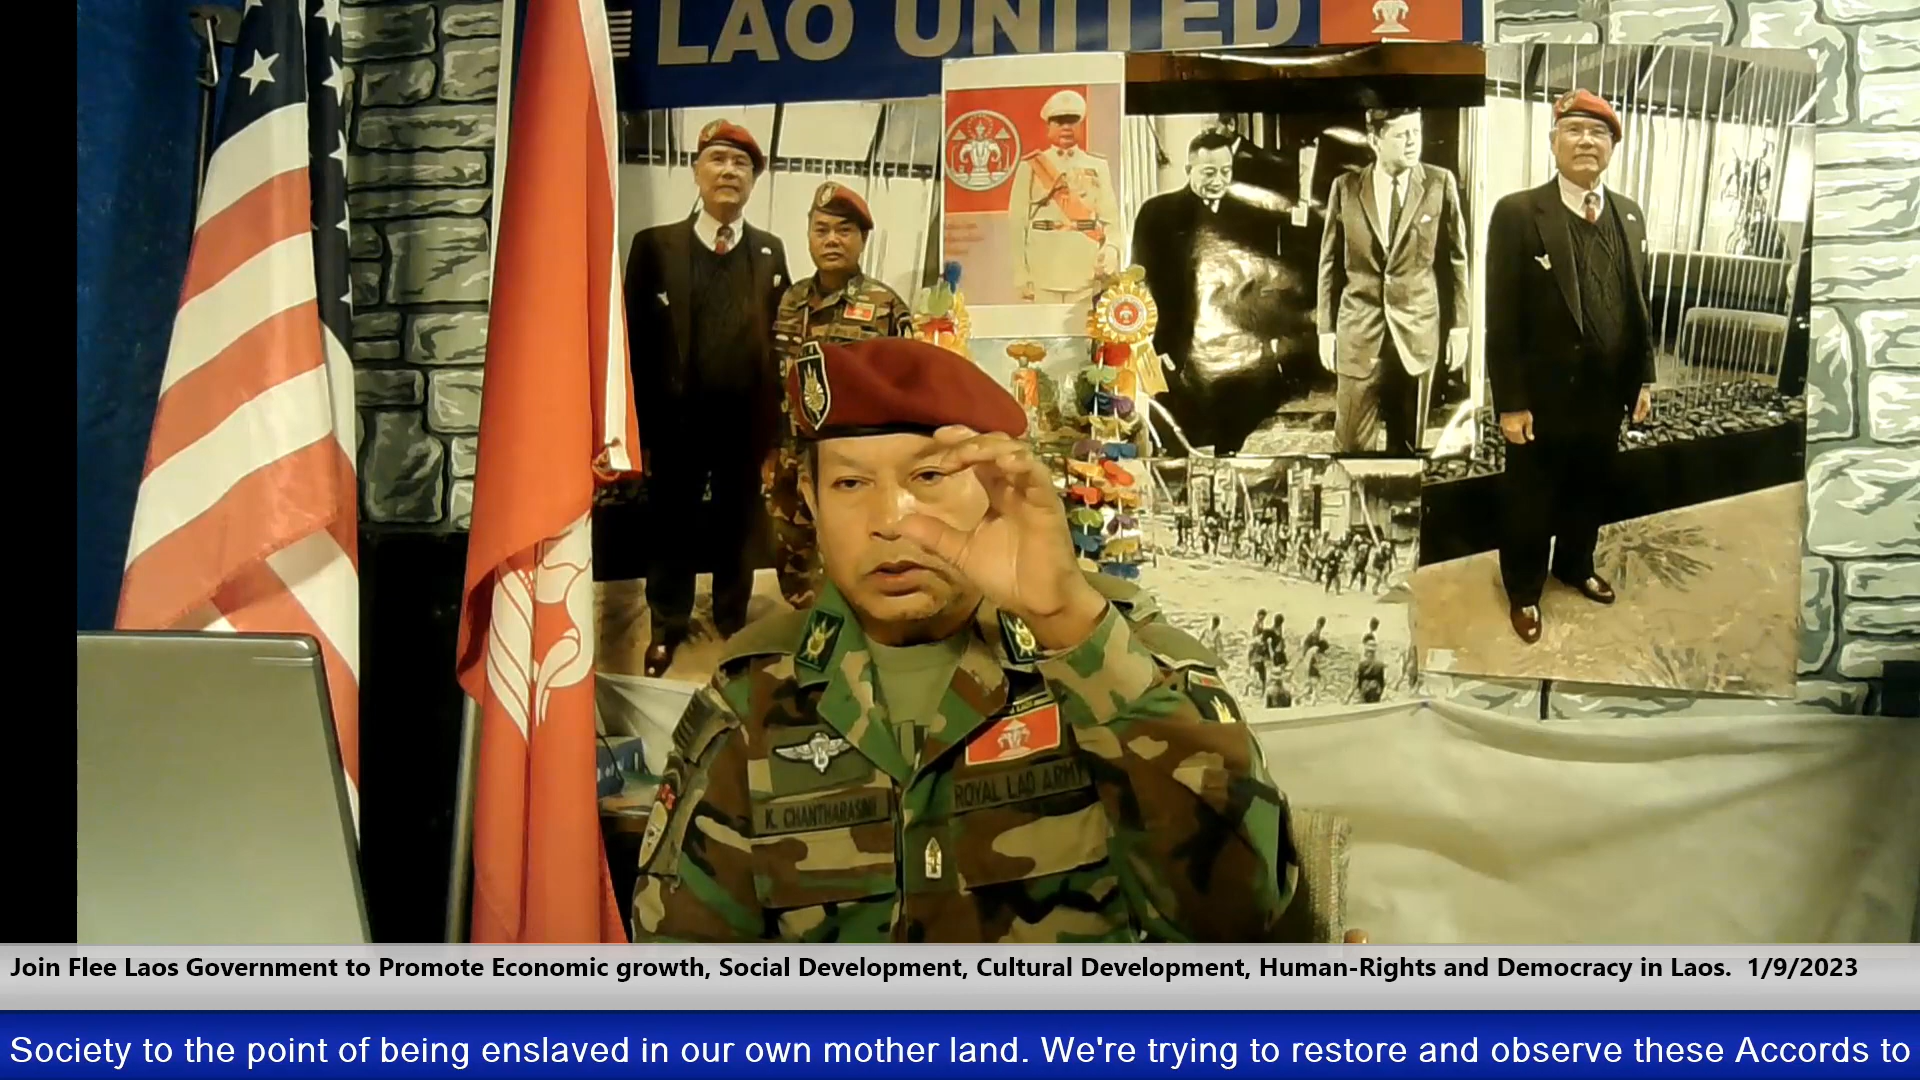 LAO UNITED
K. CHANTHARASINH
ROYAL LAO ARMY
Join Flee Laos Government to Promote Economic growth, Social Development, Cultural Development, Human-Rights and Democracy in Laos.  1/9/2023
Society to the point of being enslaved in our own mother land. We're trying to restore and observe these Accords to